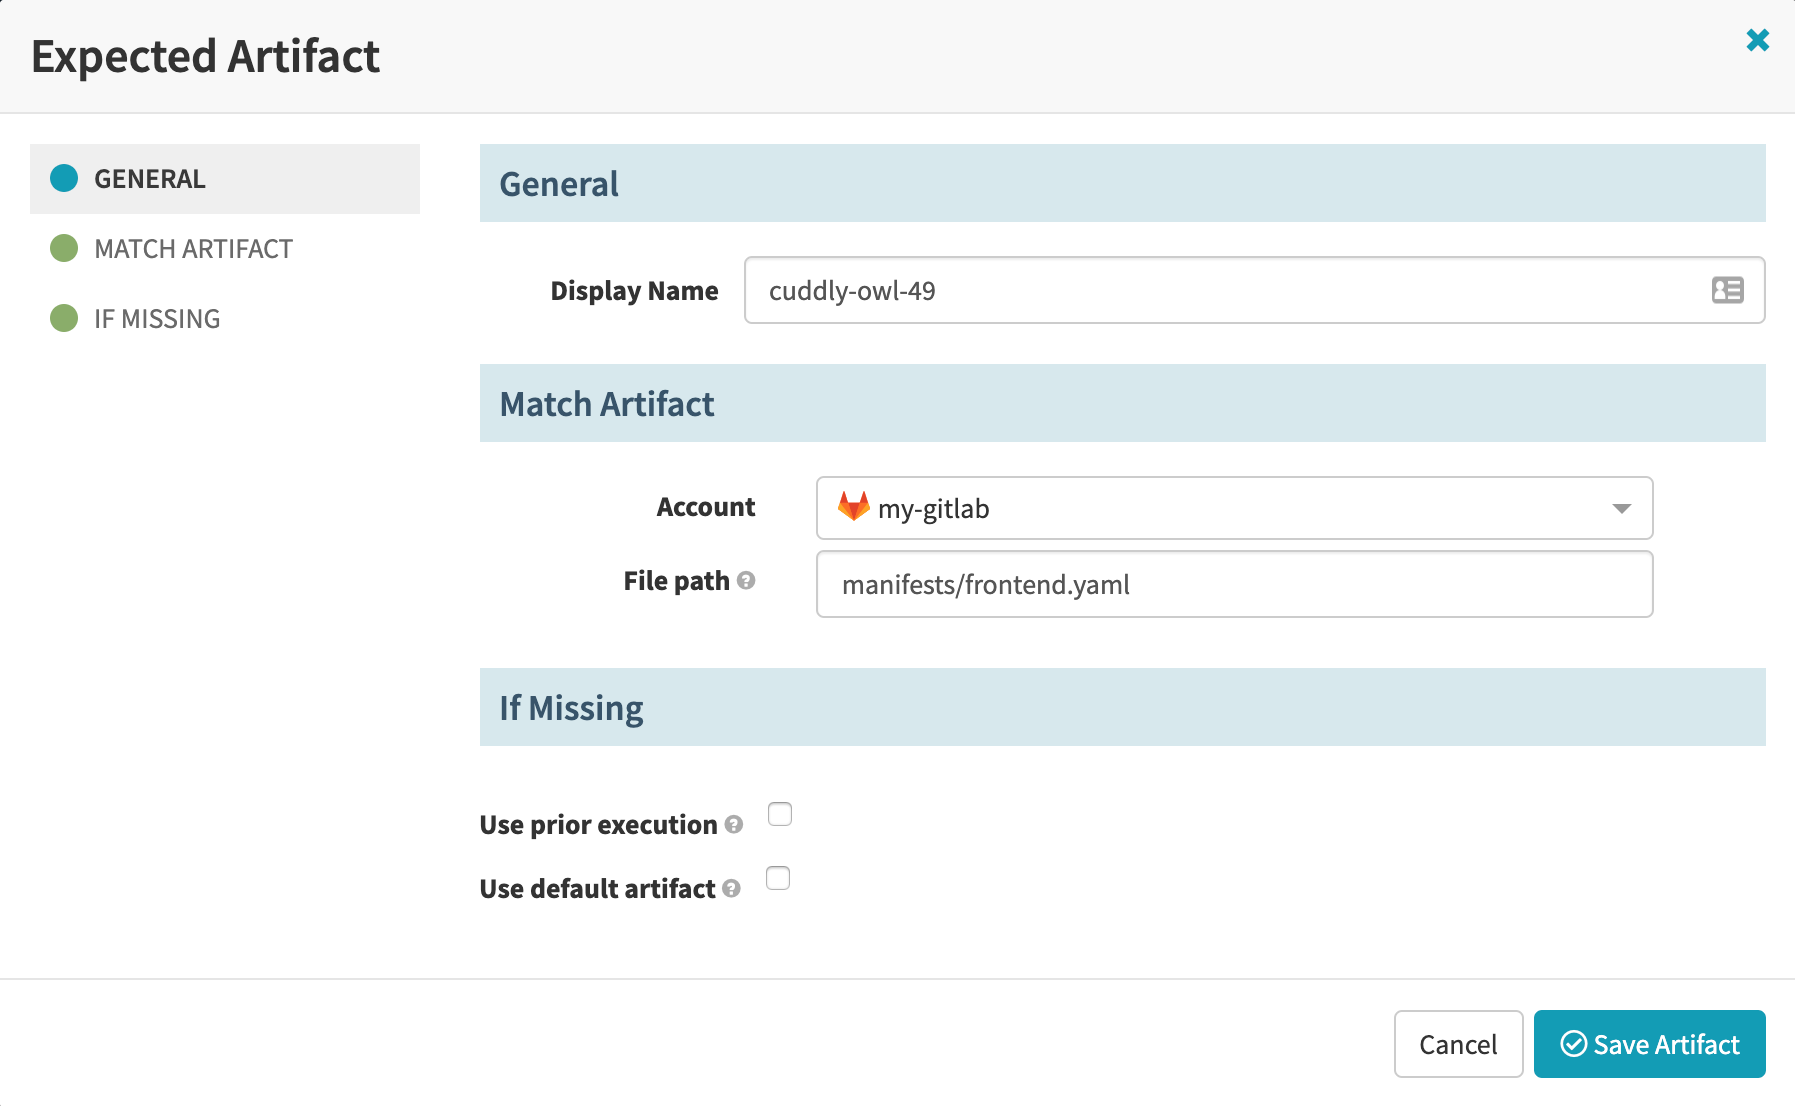 Expected Artifact
GENERAL
MATCH ARTIFACT
IF MISSING
General
Display Name
cuddly-owl-49
Match Artifact
Account
my-gitlab
File path
manifests/frontend.yaml
If Missing
Use prior execution
Use default artifact
Cancel
Save Artifact